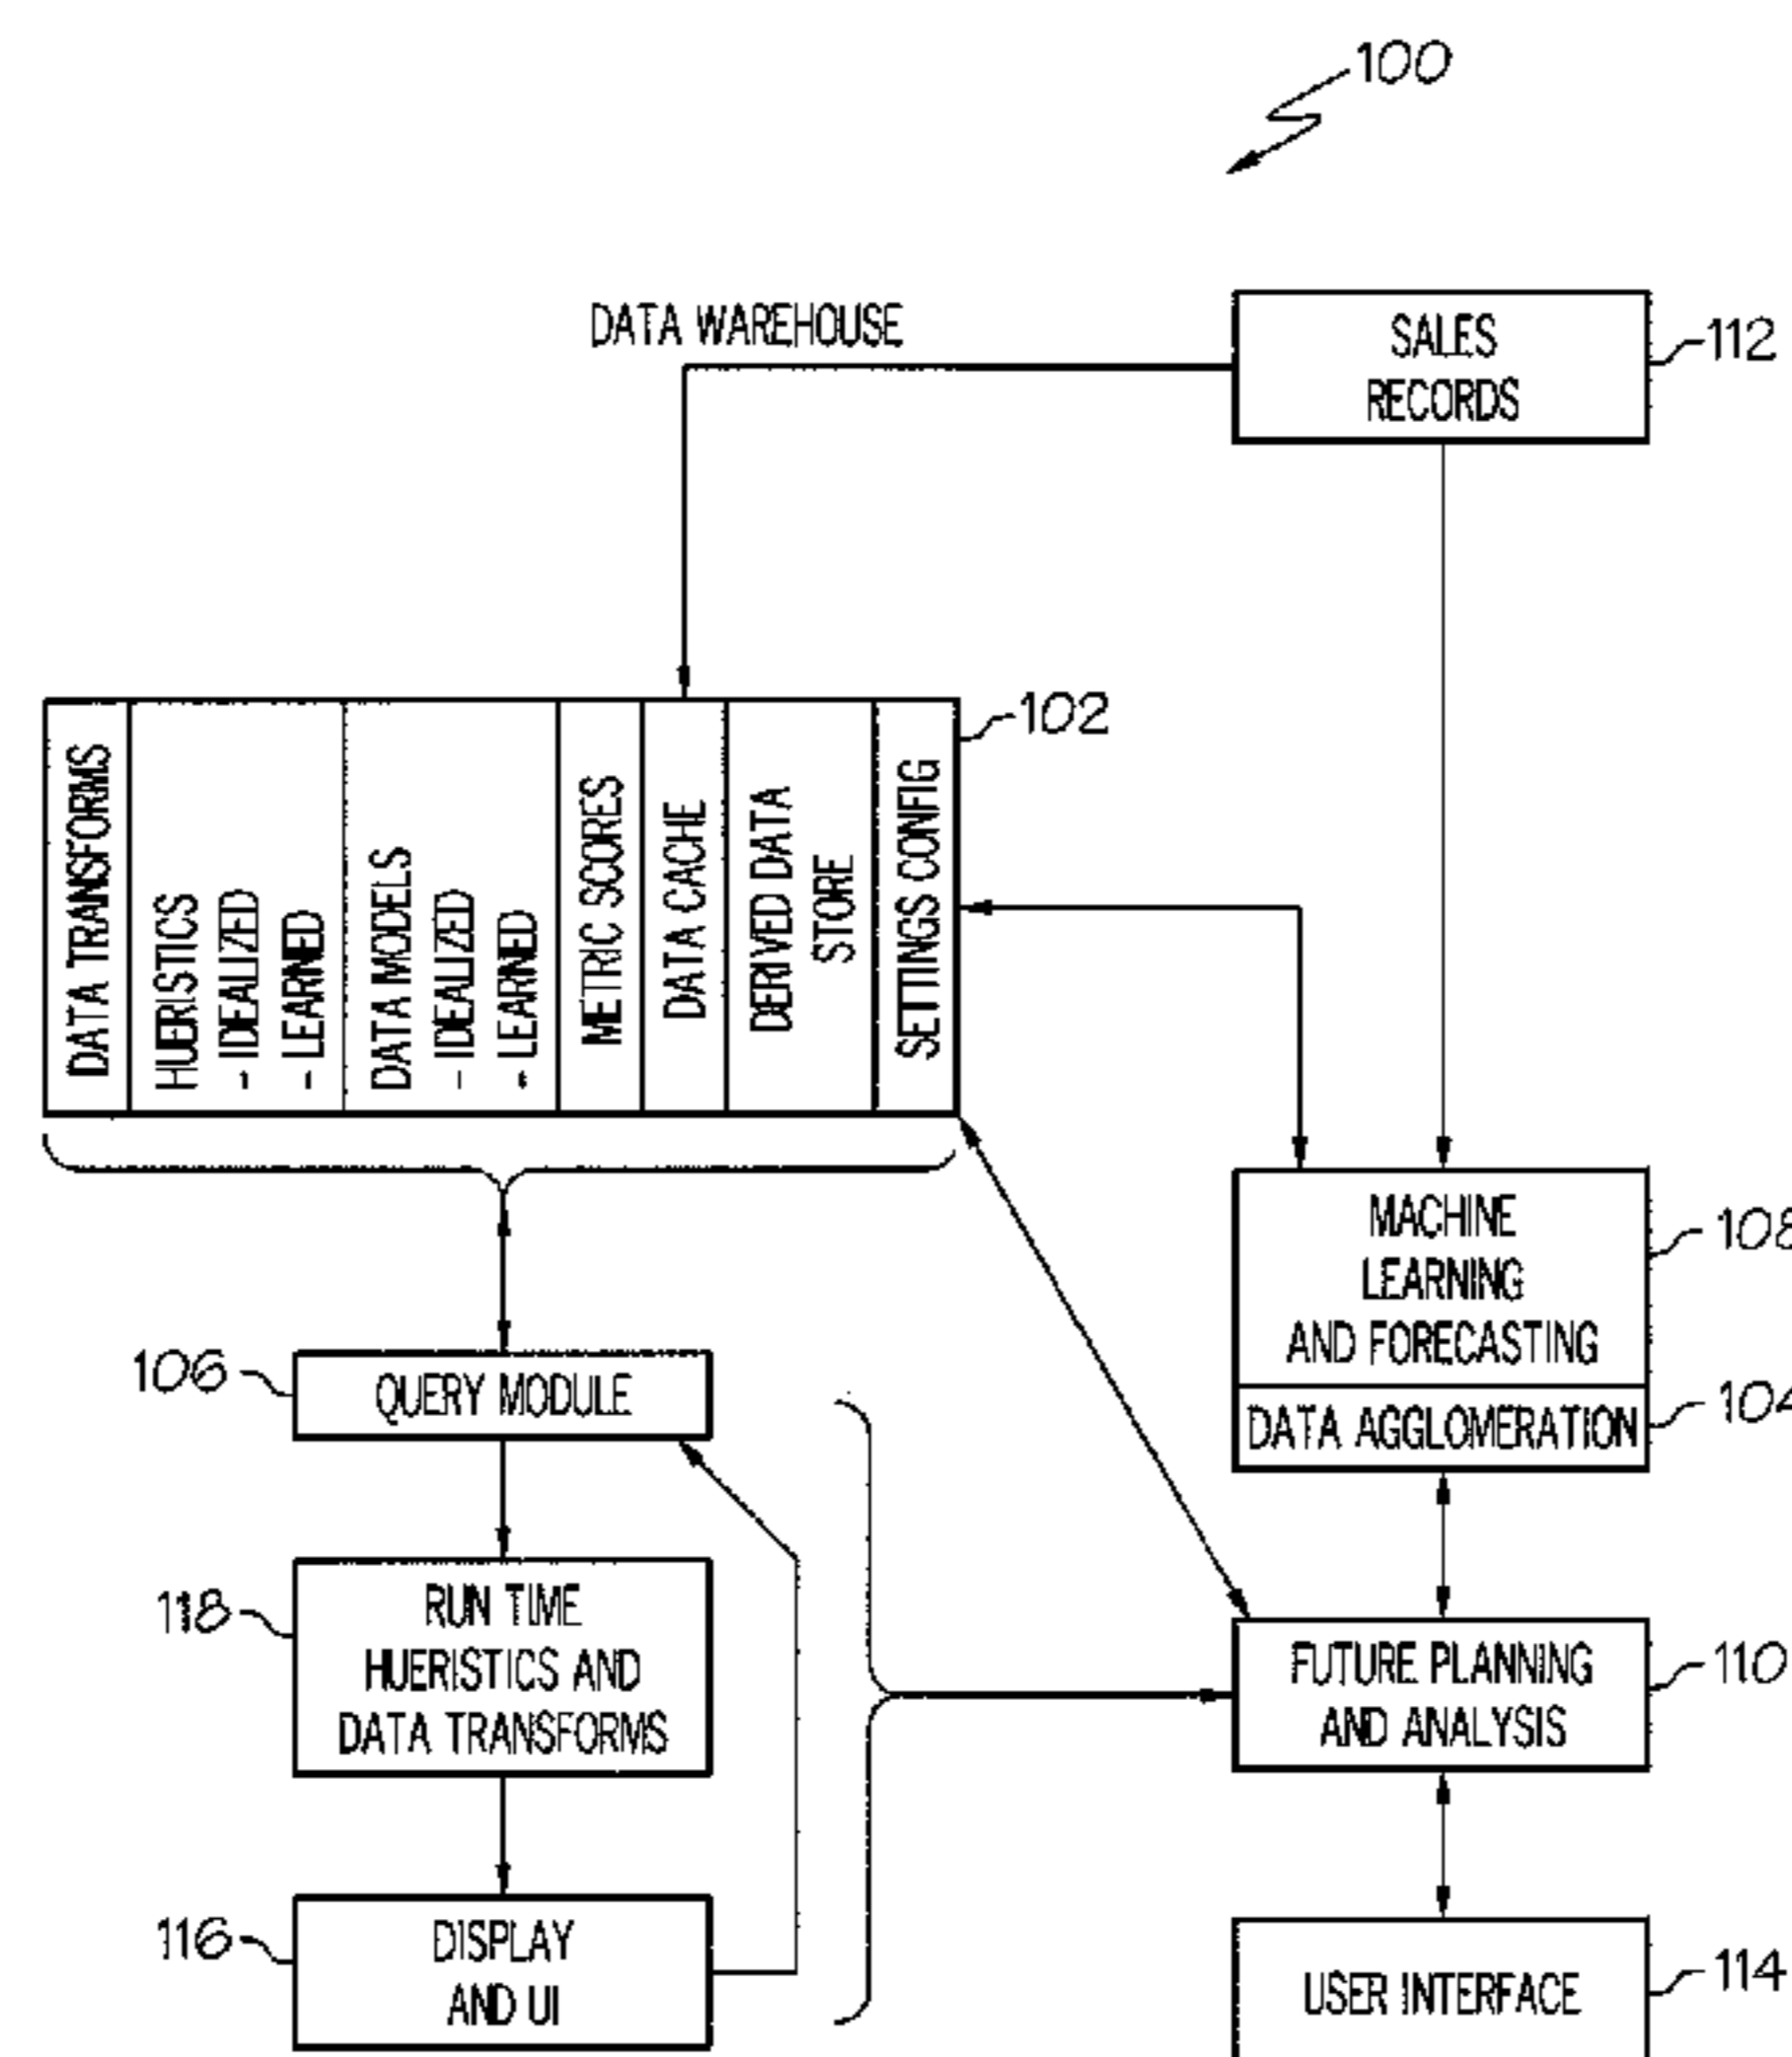 100
DATA WAREHOUSE
SALES
RECORDS
112
102
DATA TRANSFORMS
HUERISTICS
- IDEALIZED
- LEARNED
DATA MODELS
- IDEALIZED
- LEARNED
METRIC SCORES
DATA CACHE
DERIVED DATA
STORE
SETTINGS CONFIG
MACHINE
LEARNING
AND FORECASTING
108
DATA AGGLOMERATION
104
106
QUERY MODULE
118
RUN TIME
HUERISTICS AND
DATA TRANSFORMS
FUTURE PLANNING
AND ANALYSIS
110
116
DISPLAY
AND UI
USER INTERFACE
114